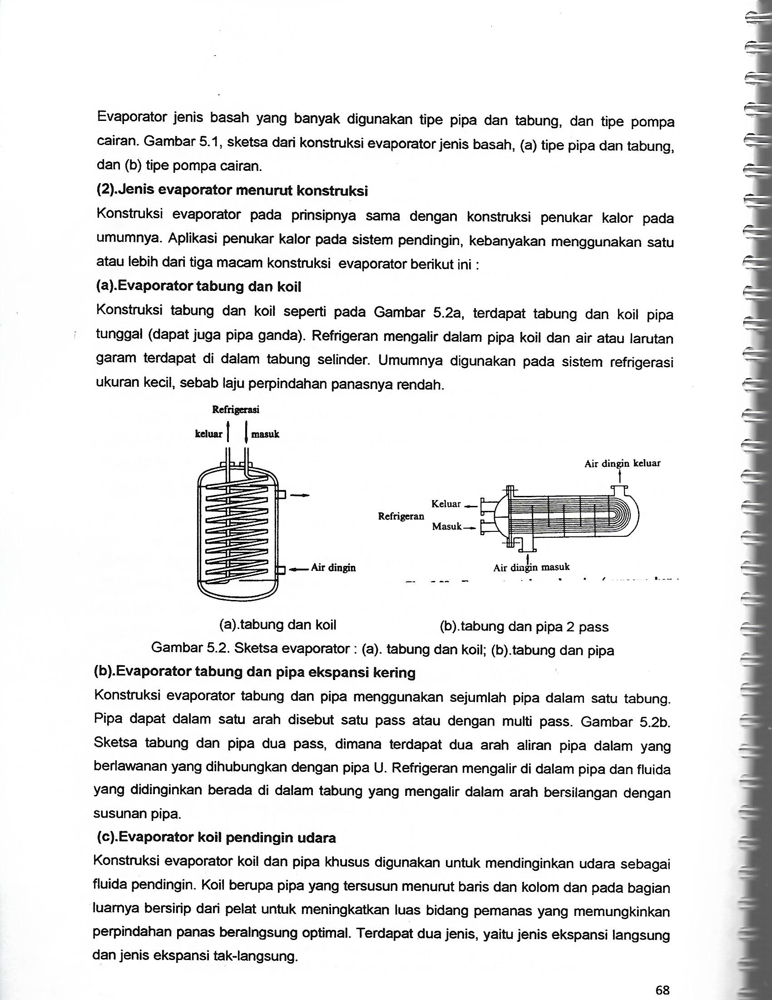 Evaporator jenis basah yang banyak digunakan tipe pipa dan tabung, dan tipe pompa
cairan. Gambar 5.1, sketsa dari konstruksi evaporator jenis basah, (a) tipe pipa dan tabung,
dan (b) tipe pompa cairan.
(2).Jenis evaporator menurut konstruksi
Konstruksi evaporator pada prinsipnya sama dengan konstruksi penukar kalor pada
umumnya. Aplikasi penukar kalor pada sistem pendingin, kebanyakan menggunakan satu
atau lebih dari tiga macam konstruksi evaporator berikut ini :
(a).Evaporator tabung dan koil
Konstruksi tabung dan koil seperti pada Gambar 5.2a, terdapat tabung dan koil pipa
tunggal (dapat juga pipa ganda). Refrigeran mengalir dalam pipa koil dan air atau larutan
garam terdapat di dalam tabung selinder. Umumnya digunakan pada sistem refrigerasi
ukuran kecil, sebab laju perpindahan panasnya rendah.
Refrigerasi
keluar masuk
Air dingin
Air dingin keluar
Keluar
Refrigeran
Masuk
Air dingin masuk
(a).tabung dan koil (b).tabung dan pipa 2 pass
Gambar 5.2. Sketsa evaporator : (a). tabung dan koil; (b).tabung dan pipa
(b).Evaporator tabung dan pipa ekspansi kering
Konstruksi evaporator tabung dan pipa menggunakan sejumlah pipa dalam satu tabung.
Pipa dapat dalam satu arah disebut satu pass atau dengan multi pass. Gambar 5.2b.
Sketsa tabung dan pipa dua pass, dimana terdapat dua arah aliran pipa dalam yang
berlawanan yang dihubungkan dengan pipa U. Refrigeran mengalir di dalam pipa dan fluida
yang didinginkan berada di dalam tabung yang mengalir dalam arah bersilangan dengan
susunan pipa.
(c).Evaporator koil pendingin udara
Konstruksi evaporator koil dan pipa khusus digunakan untuk mendinginkan udara sebagai
fluida pendingin. Koil berupa pipa yang tersusun menurut baris dan kolom dan pada bagian
luarnya bersirip dari pelat untuk meningkatkan luas bidang pemanas yang memungkinkan
perpindahan panas beralngsung optimal. Terdapat dua jenis, yaitu jenis ekspansi langsung
dan jenis ekspansi tak-langsung.
68